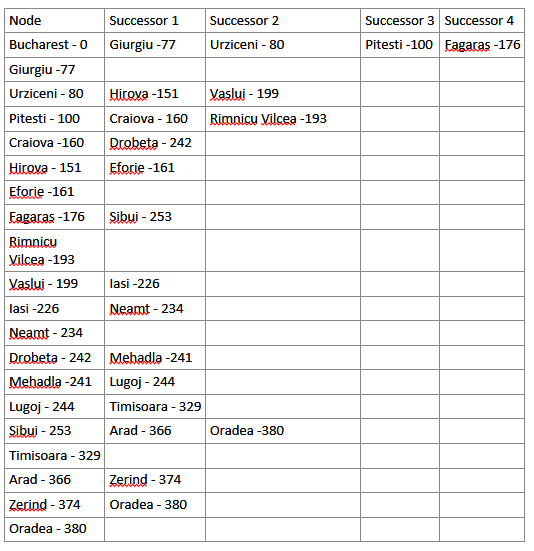 Node Successor 1 Successor 2 Successor 3 Successor 4
Bucharest - 0 Giurgiu -77 Urziceni - 80 Pitesti -100 Fagaras -176
Giurgiu -77
Urziceni - 80 Hirova -151 Vaslui - 199
Pitesti - 100 Craiova - 160 Rimnicu Vilcea -193
Craiova -160 Drobeta - 242
Hirova - 151 Eforie -161
Eforie -161
Fagaras -176 Sibui - 253
Rimnicu
Vilcea -193
Vaslui - 199 Iasi -226
Iasi -226 Neamt - 234
Neamt - 234
Drobeta - 242 Mehadla -241
Mehadla -241 Lugoj - 244
Lugoj - 244 Timisoara - 329
Sibui - 253 Arad - 366 Oradea -380
Timisoara - 329
Arad - 366 Zerind - 374
Zerind - 374 Oradea - 380
Oradea - 380